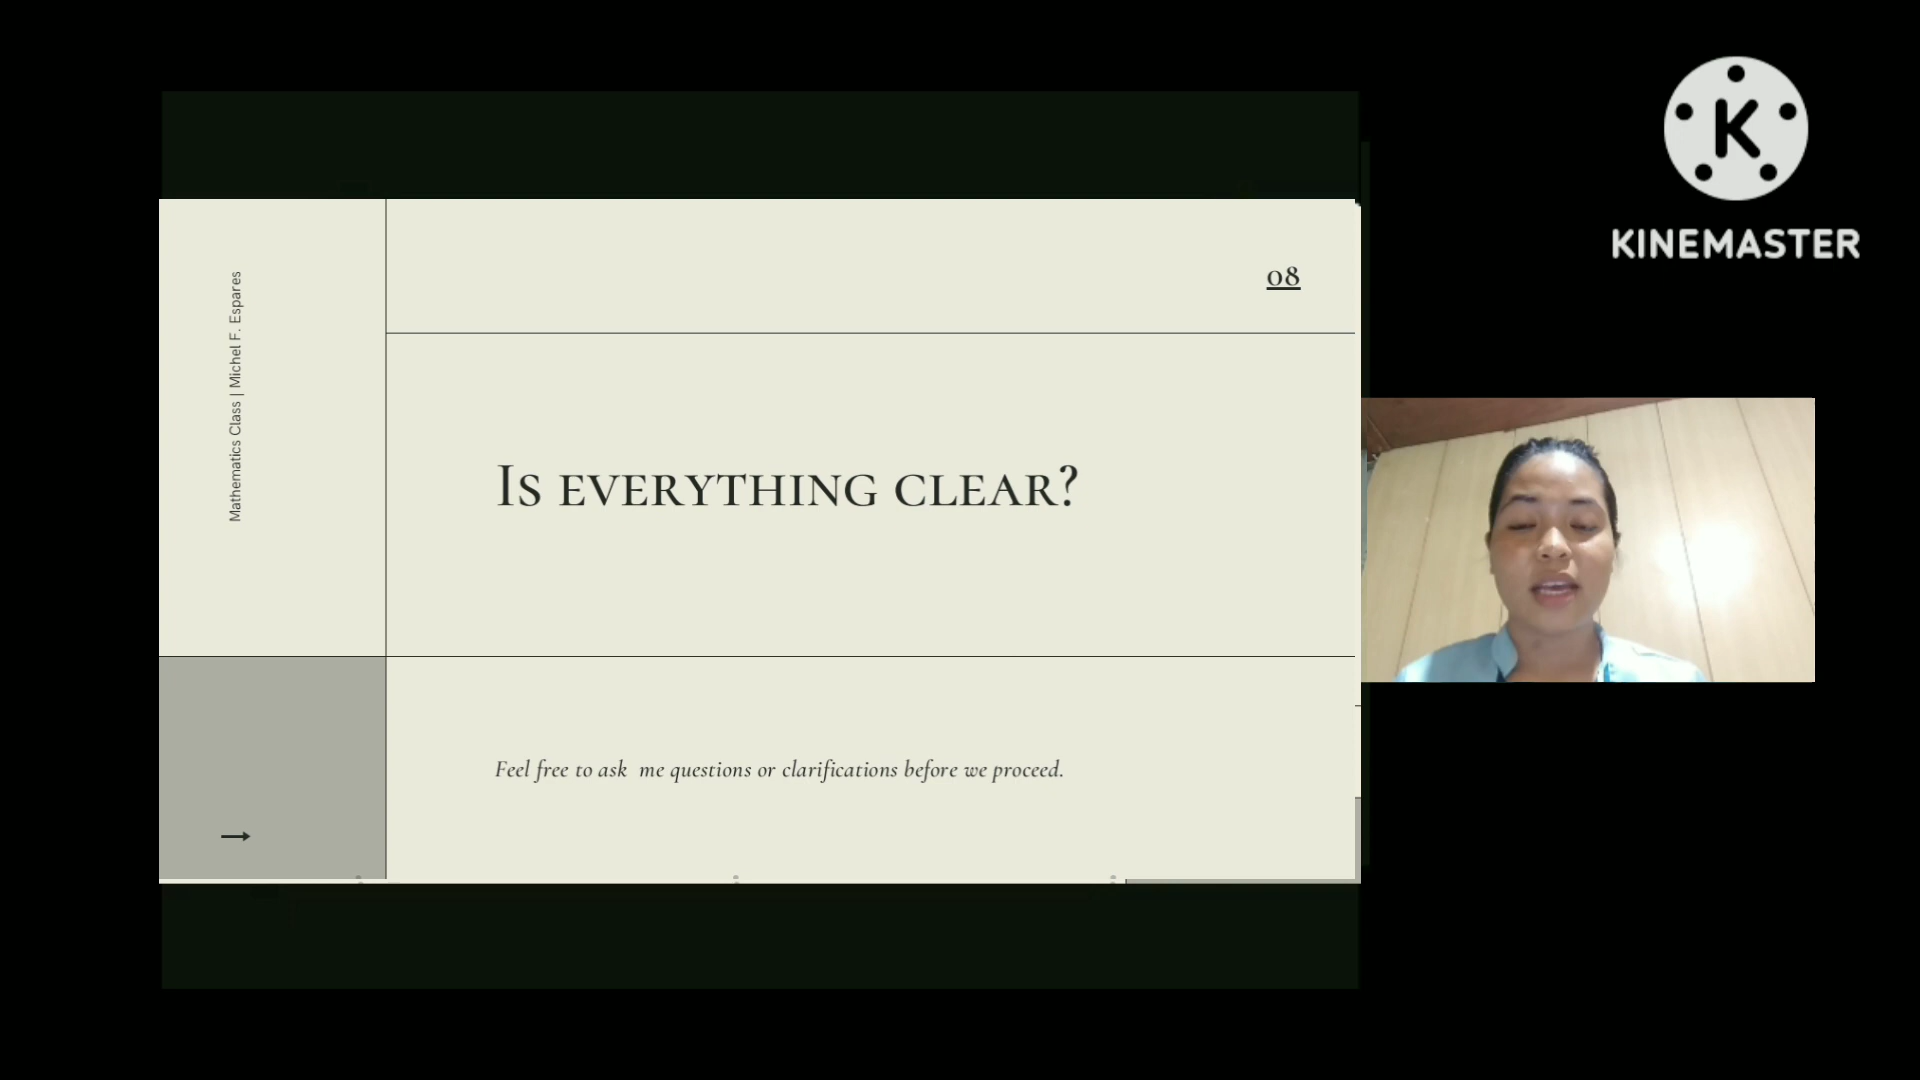 08
Mathematics Class | Michel F. Espares
Is everything clear?
Feel free to ask  me questions or clarifications before we proceed.
K
KINEMASTER